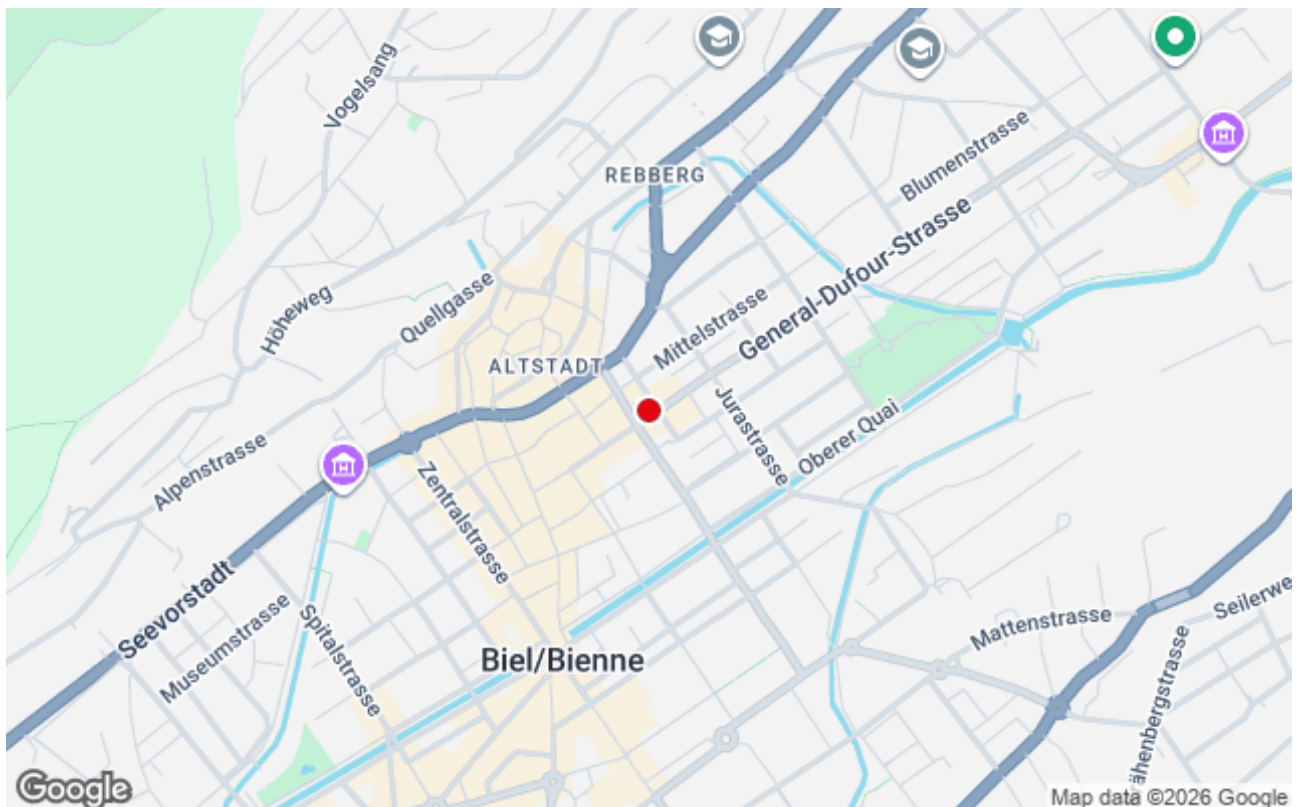 Vogelsang
REBBERG
Blumenstrasse
General-Dufour-Strasse
Höheweg
Quellgasse
Mittelstrasse
ALTSTADT
Jurastrasse
Oberer Quai
Alpenstrasse
Zentralstrasse
Seevorstadt
Museumstrasse
Spitalstrasse
Biel/Bienne
Mattenstrasse
Seilerwe
ähenbergstrasse
Google
Map data ©2026 Google